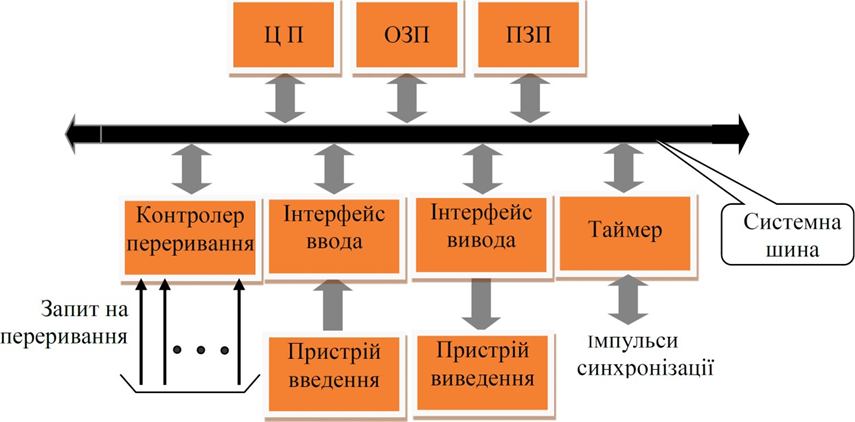 Ц П
ОЗП
ПЗП
Контролер
переривання
Інтерфейс
ввода
Інтерфейс
вивода
Таймер
Системна
шина
Запит на
переривання
Пристрій
введення
Пристрій
виведення
Імпульси
синхронізації